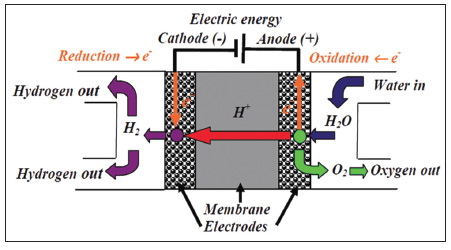 Electric energy
Cathode (-) Anode (+)
Reduction → e⁻ Oxidation ← e⁻
Hydrogen out Water in
e⁻ e⁻
H⁺
H₂ H₂O
O₂ Oxygen out
Hydrogen out
Membrane
Electrodes